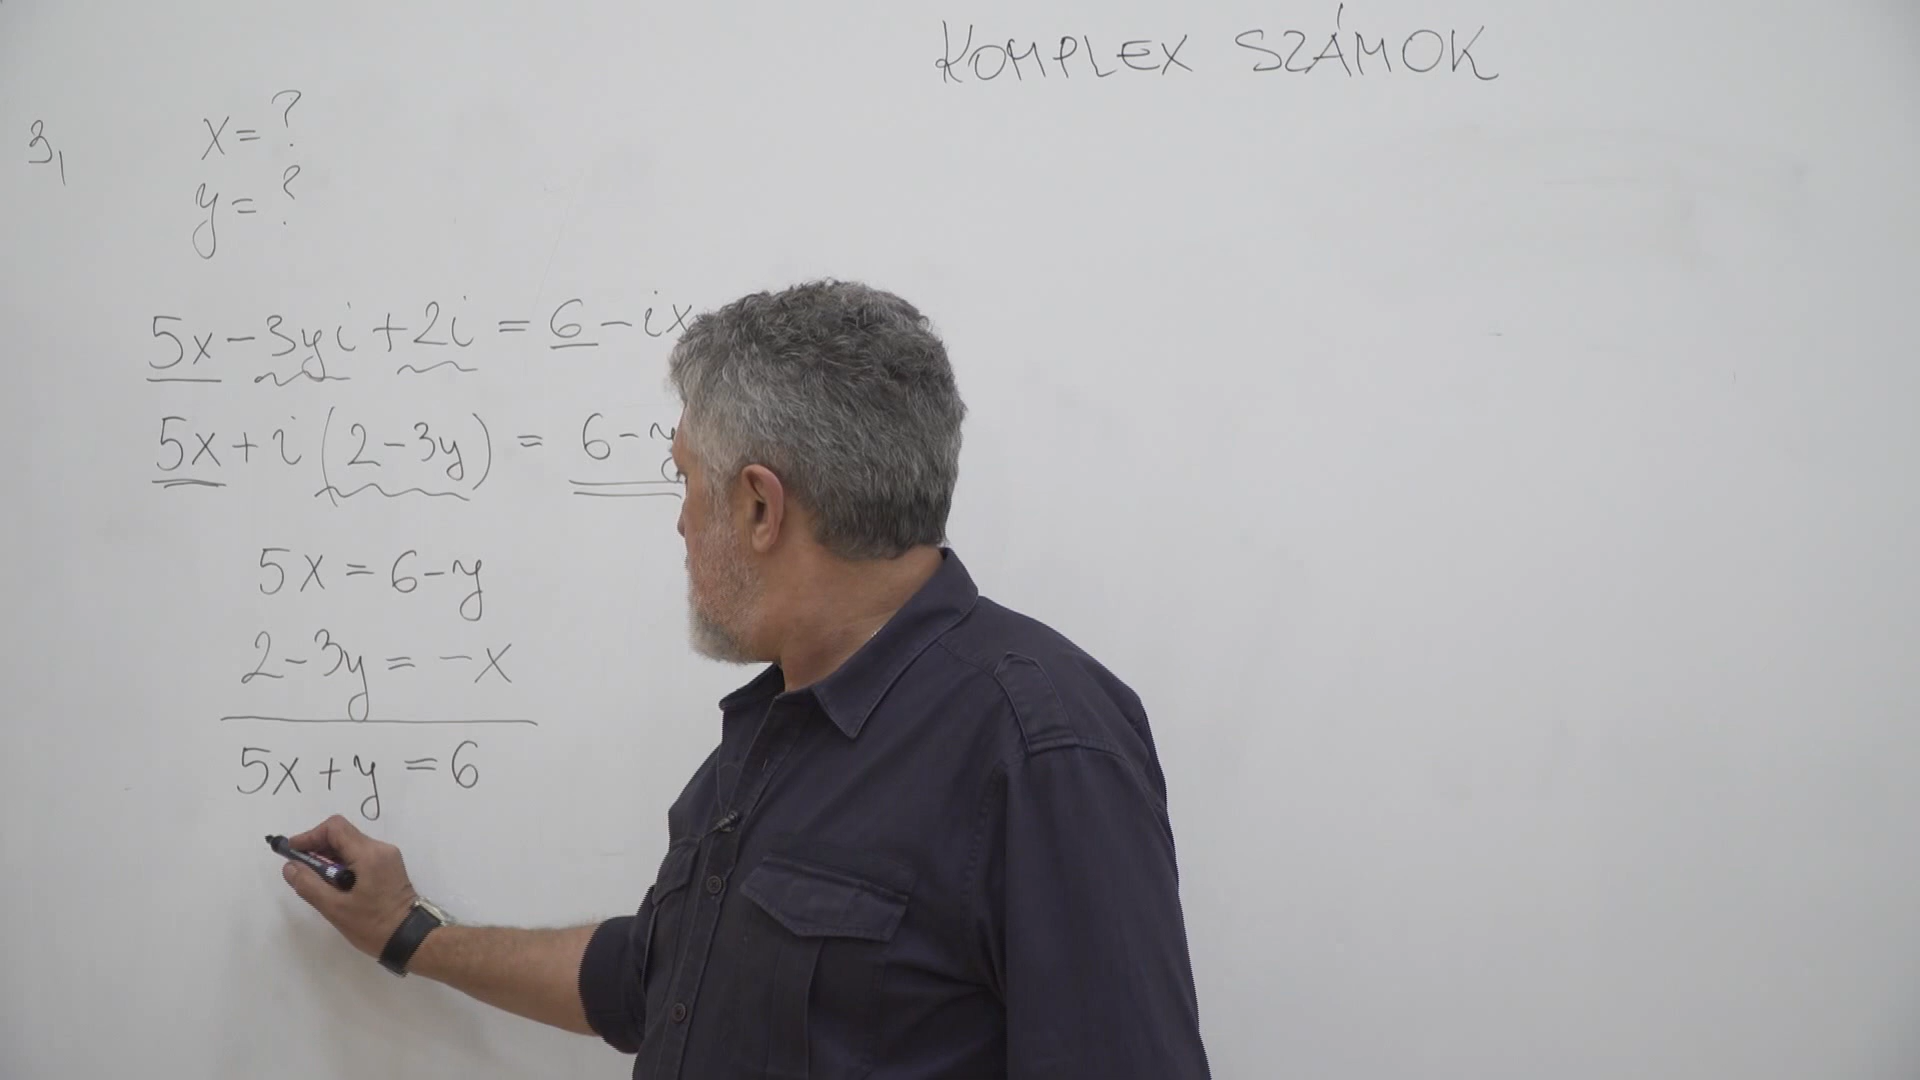 KOMPLEX SZÁMOK
3, x = ?
y = ?
5x - 3yi + 2i = 6 - ix
5x + i (2 - 3y) = 6 - y
5x = 6 - y
2 - 3y = -x
5x + y = 6